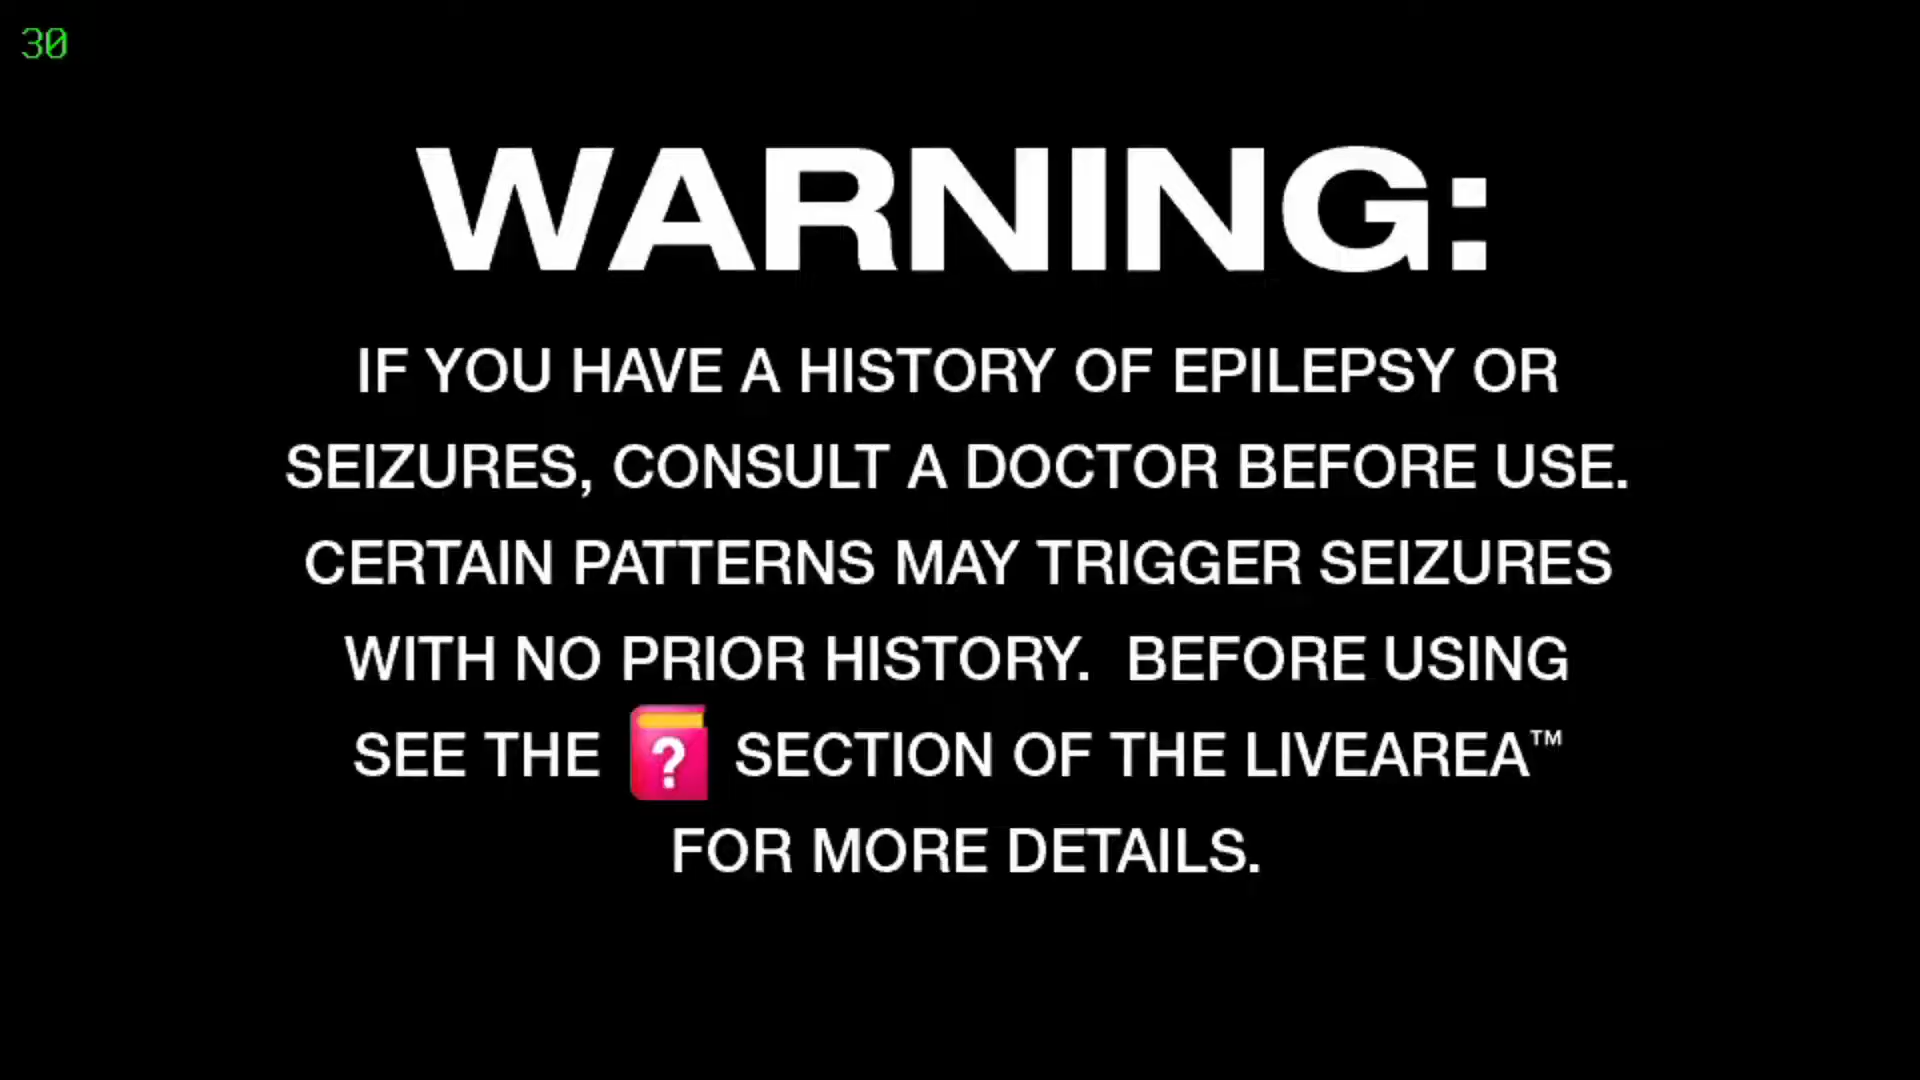 30
WARNING:
IF YOU HAVE A HISTORY OF EPILEPSY OR
SEIZURES, CONSULT A DOCTOR BEFORE USE.
CERTAIN PATTERNS MAY TRIGGER SEIZURES
WITH NO PRIOR HISTORY.  BEFORE USING
SEE THE ? SECTION OF THE LIVEAREA™
FOR MORE DETAILS.